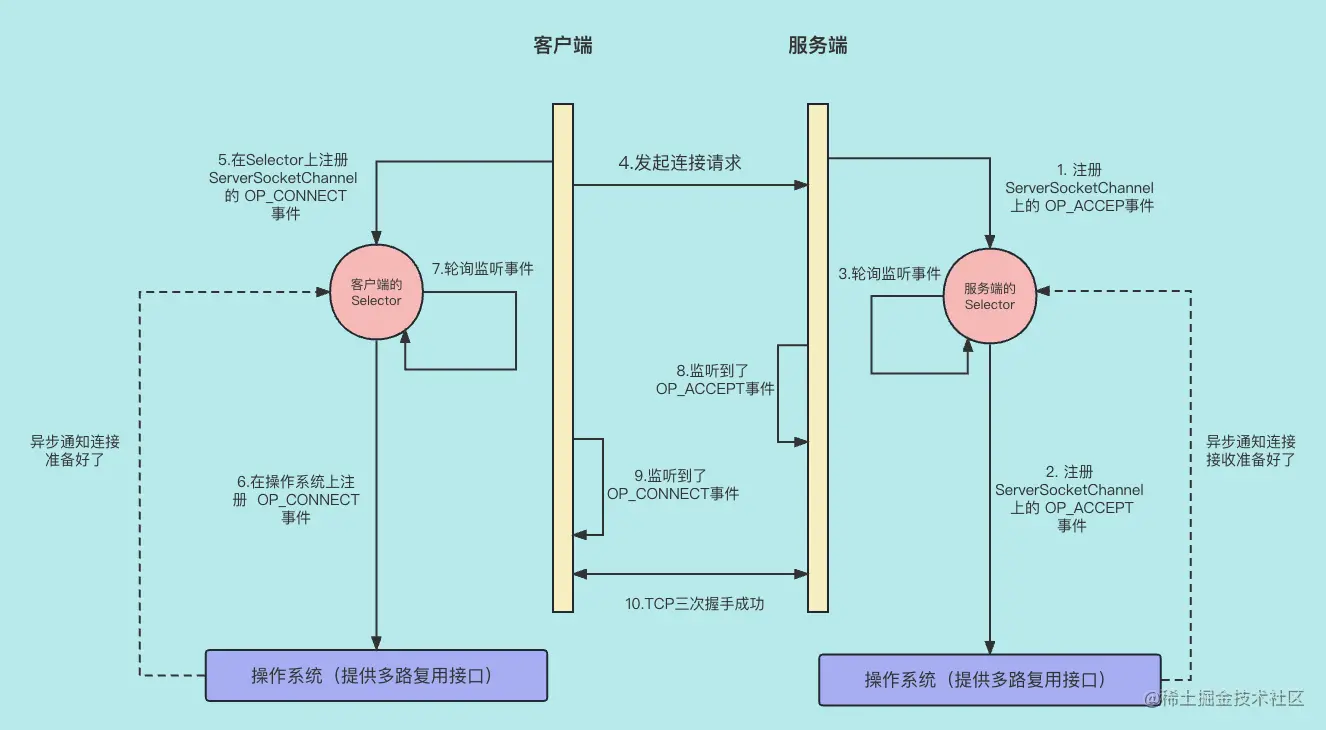 客户端
服务端
5.在Selector上注册
ServerSocketChannel
的 OP_CONNECT
事件
4.发起连接请求
1. 注册
ServerSocketChannel
上的 OP_ACCEP事件
客户端的
Selector
7.轮询监听事件
3.轮询监听事件
服务端的
Selector
8.监听到了
OP_ACCEPT事件
异步通知连接
准备好了
6.在操作系统上注
册 OP_CONNECT
事件
9.监听到了
OP_CONNECT事件
2. 注册
ServerSocketChannel
上的 OP_ACCEPT
事件
异步通知连接
接收准备好了
10.TCP三次握手成功
操作系统（提供多路复用接口）
操作系统（提供多路复用接口）
@稀土掘金技术社区